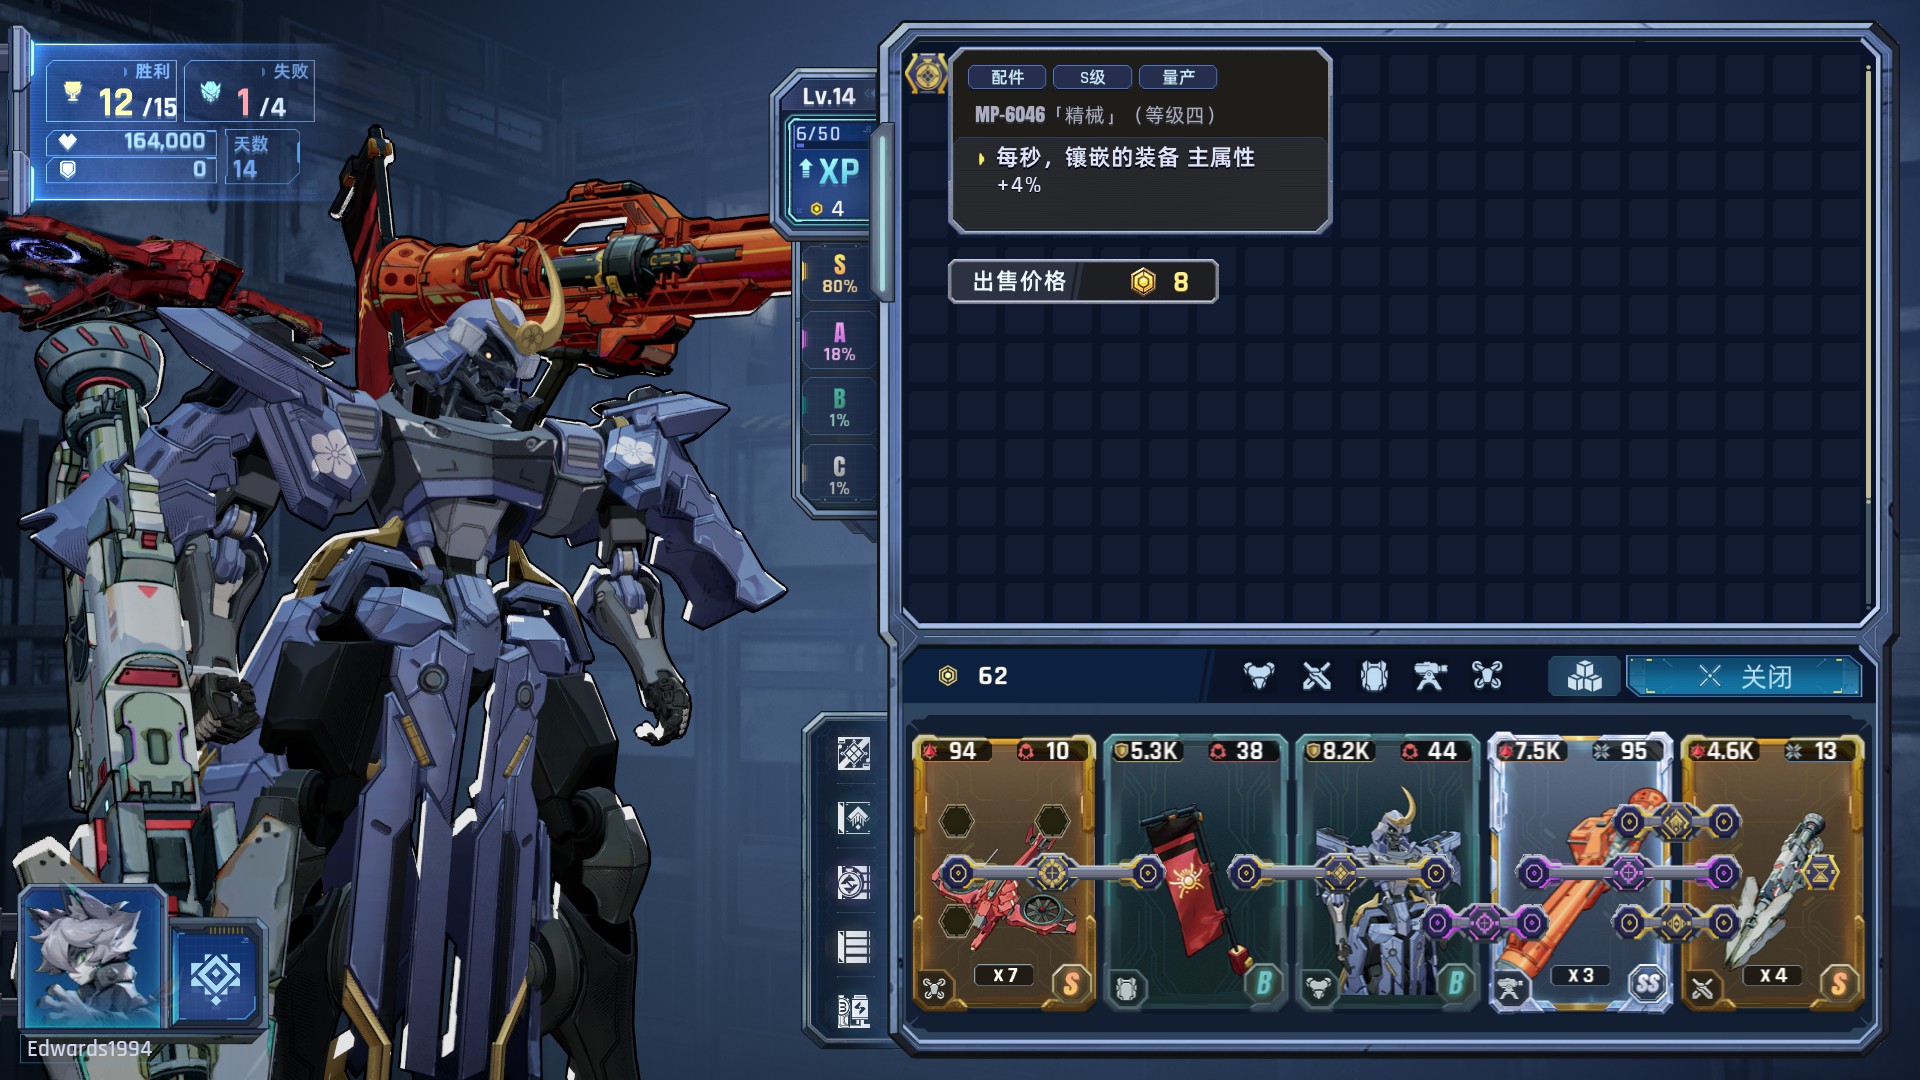 胜利
12 /15
失败
1 /4
164,000
0
天数
14
Lv.14
6/50
XP
4
S
80%
A
18%
B
1%
C
1%
配件
S级
量产
MP-6046「精械」（等级四）
每秒，镶嵌的装备 主属性
+4%
出售价格
8
62
关闭
94
10
x7
S
5.3K
38
B
8.2K
44
B
7.5K
95
x3
SS
4.6K
13
x4
S
Edwards1994